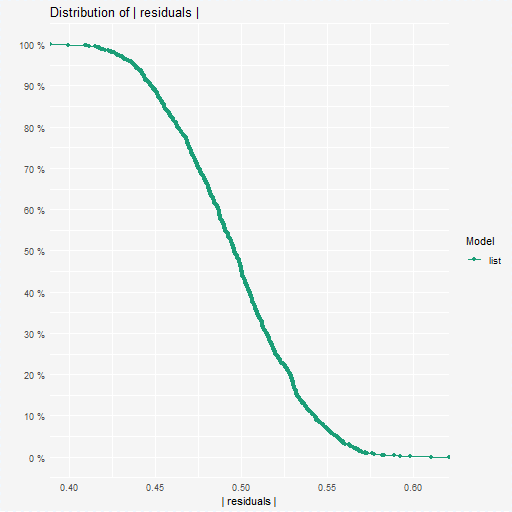 Distribution of | residuals |
100 %
90 %
80 %
70 %
60 %
50 %
40 %
30 %
20 %
10 %
0 %
0.40 0.45 0.50 0.55 0.60
| residuals |
Model
list